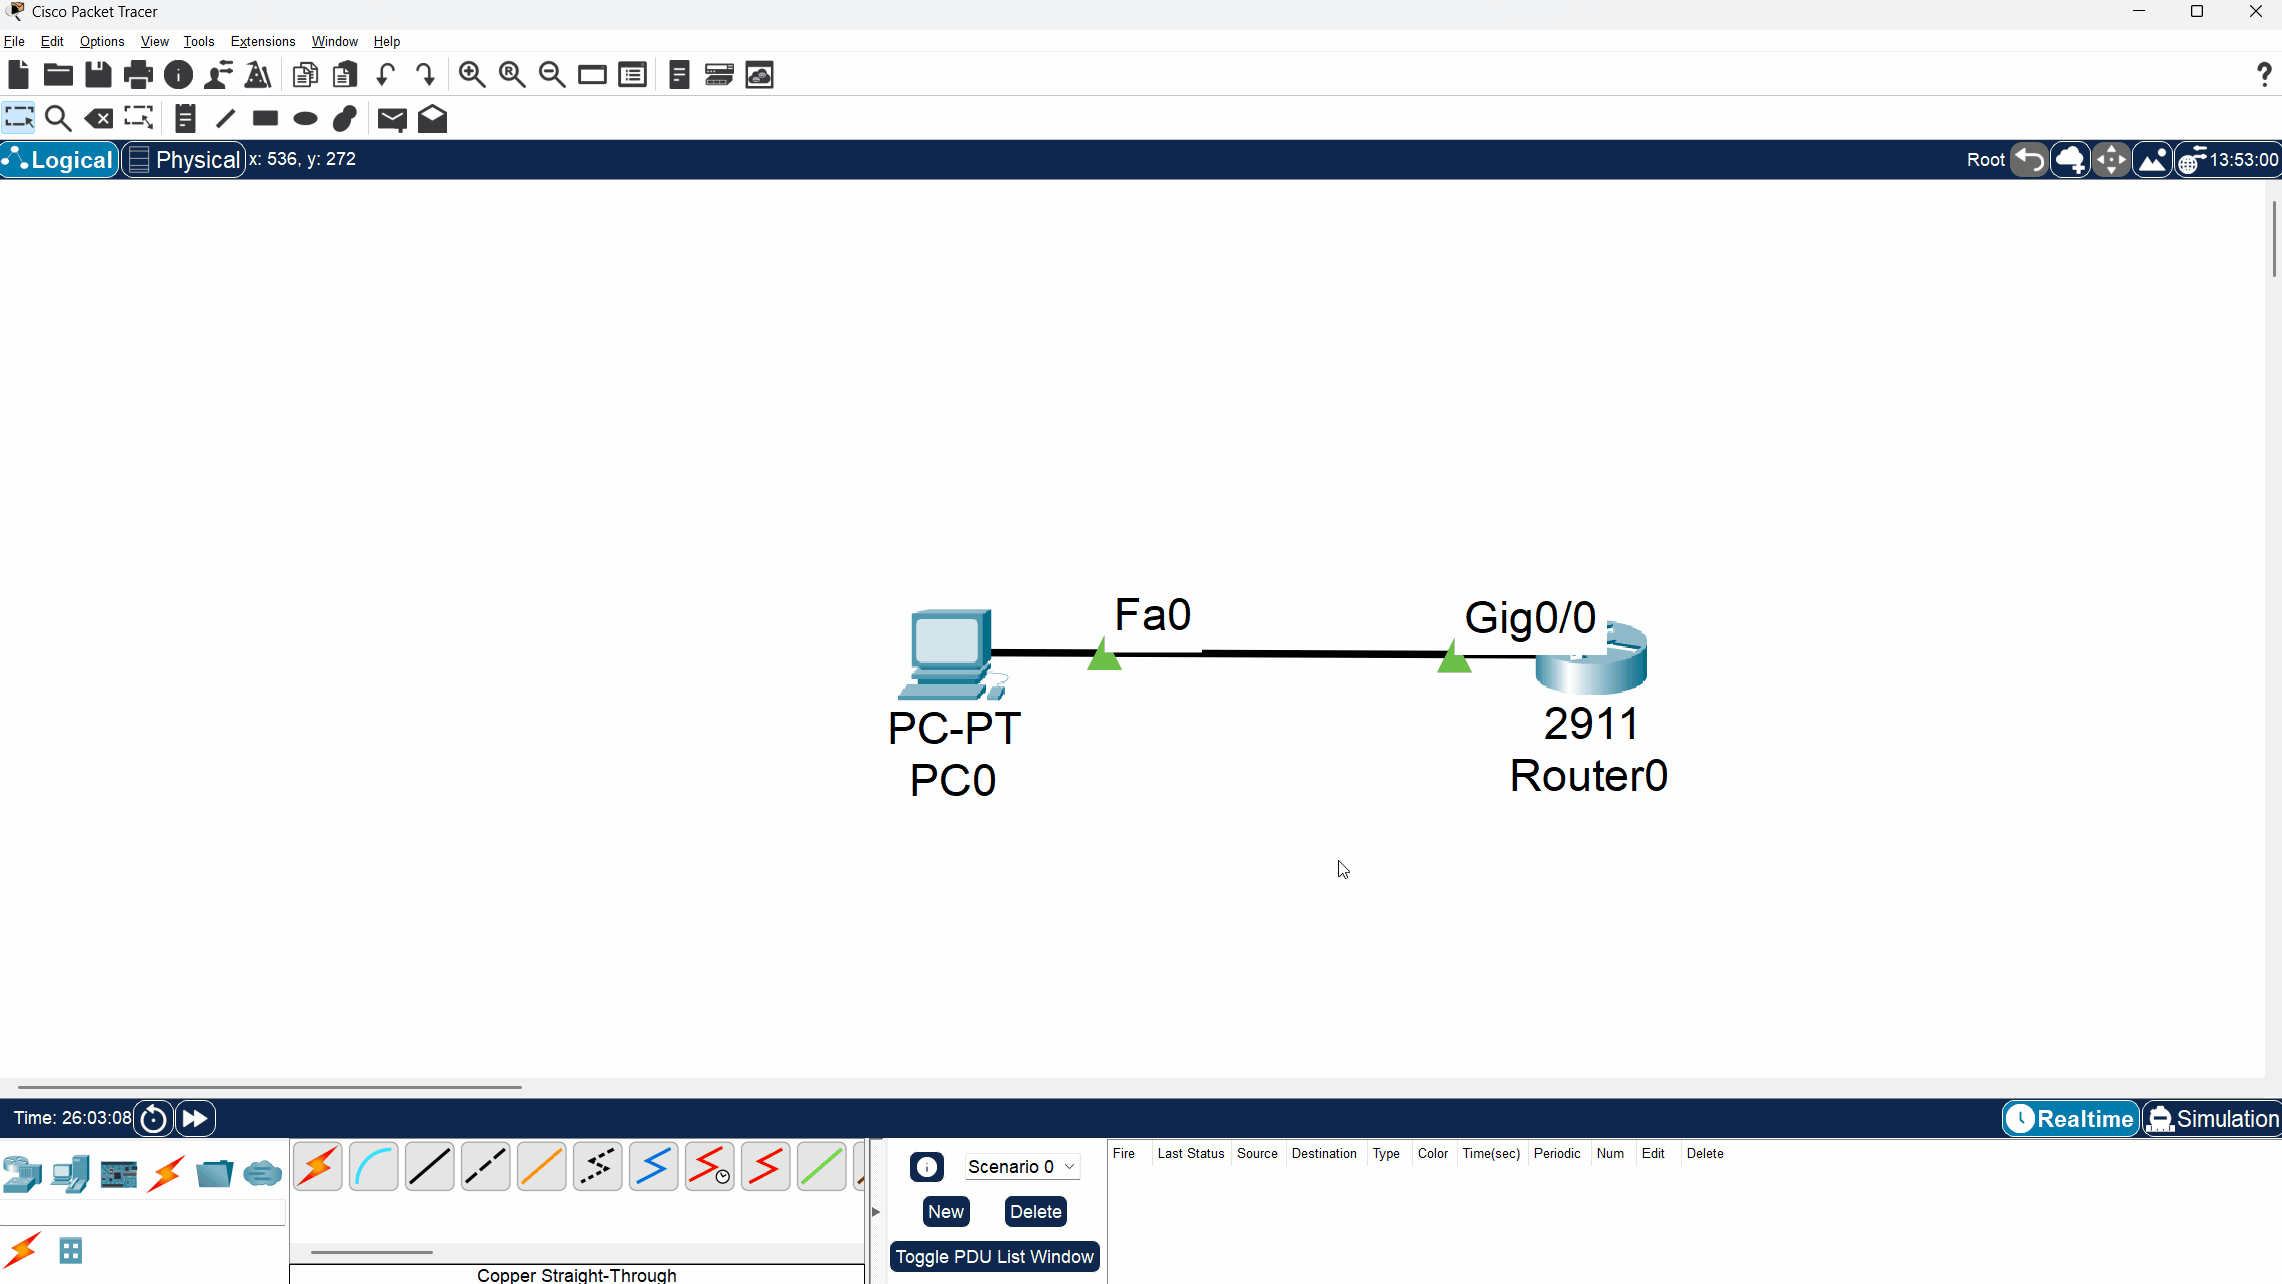 Cisco Packet Tracer
File Edit Options View Tools Extensions Window Help
Logical Physical x: 536, y: 272 Root 13:53:00
Fa0 Gig0/0
PC-PT 2911
PC0 Router0
Time: 26:03:08 Realtime Simulation
Scenario 0
New Delete
Toggle PDU List Window
Fire Last Status Source Destination Type Color Time(sec) Periodic Num Edit Delete
Copper Straight-Through